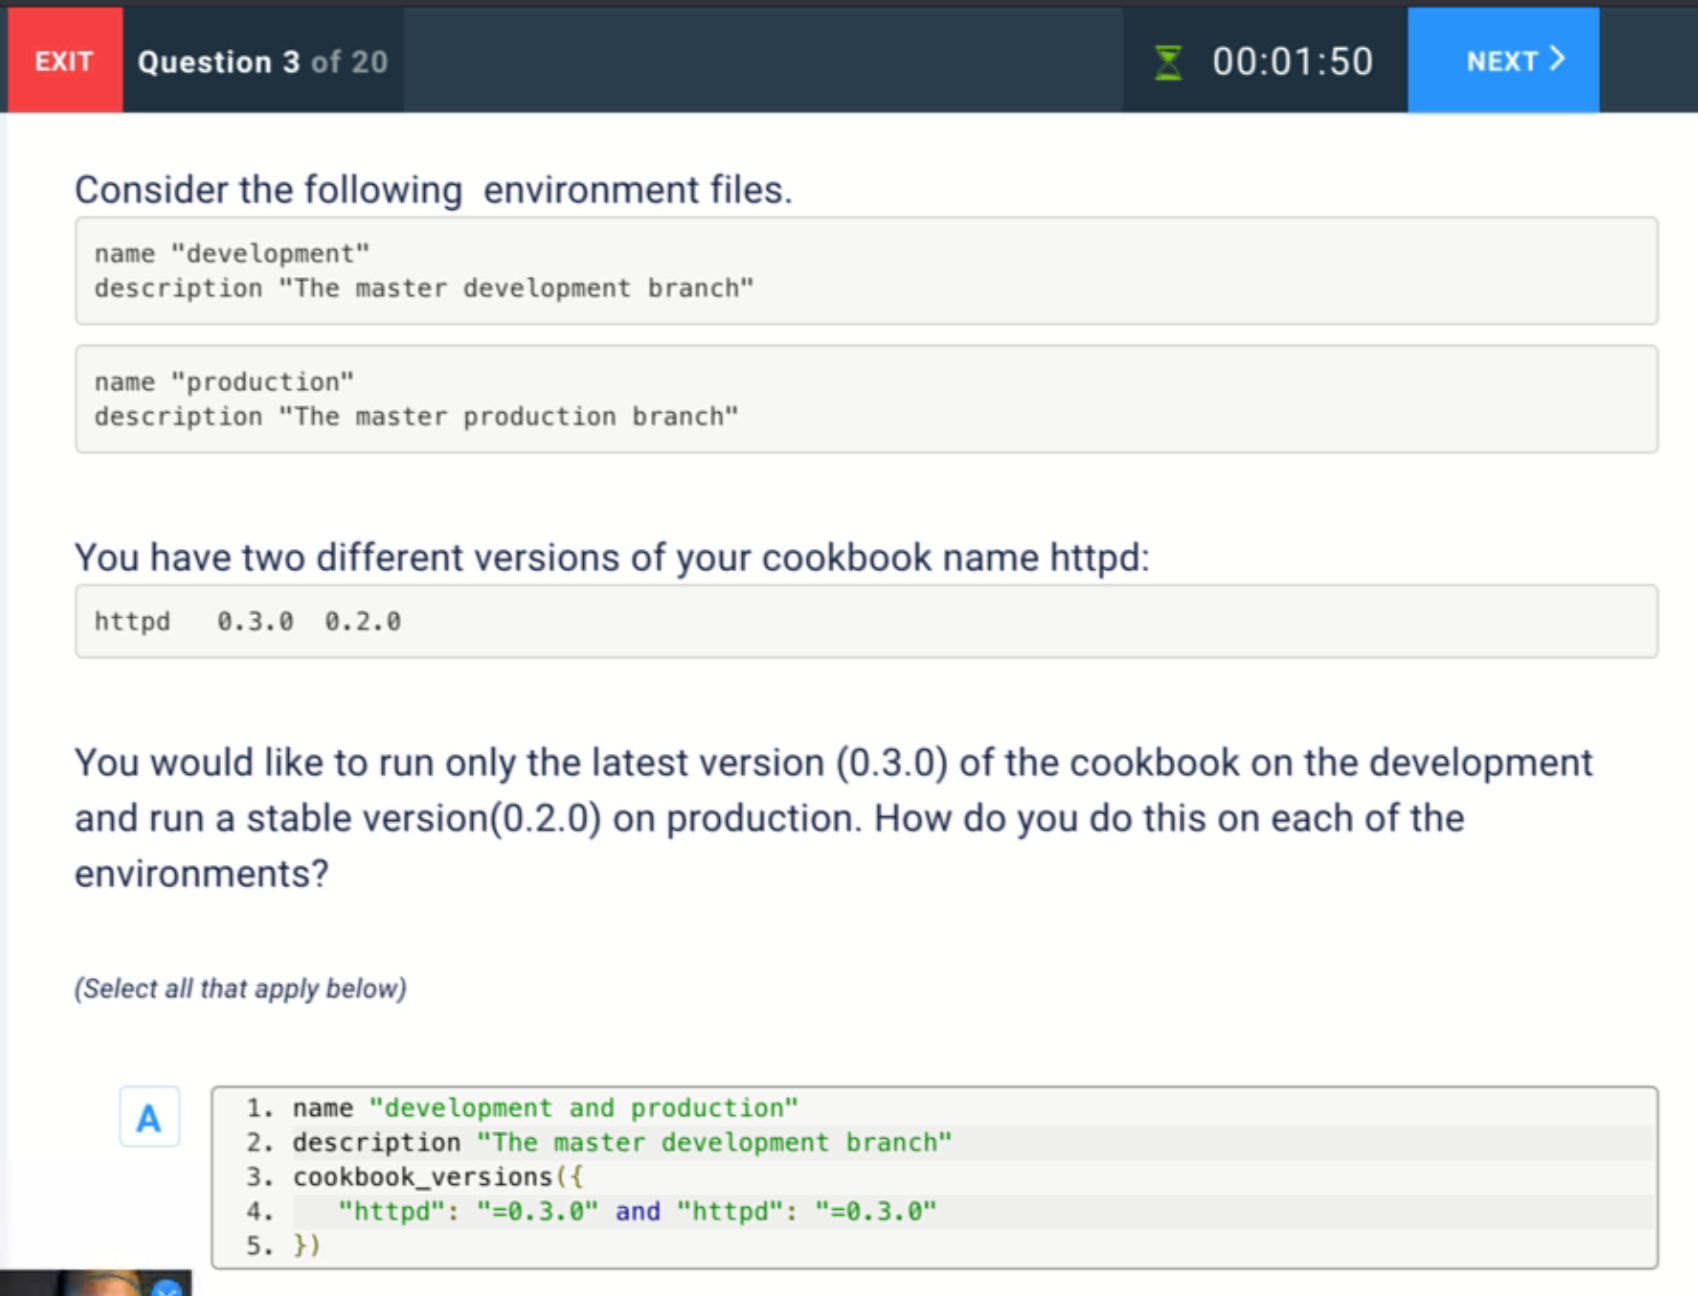 EXIT
Question 3 of 20
00:01:50
NEXT
Consider the following  environment files.
name "development"
description "The master development branch"
name "production"
description "The master production branch"
You have two different versions of your cookbook name httpd:
httpd   0.3.0  0.2.0
You would like to run only the latest version (0.3.0) of the cookbook on the development
and run a stable version(0.2.0) on production. How do you do this on each of the
environments?
(Select all that apply below)
A
1. name "development and production"
2. description "The master development branch"
3. cookbook_versions({
4.    "httpd": "=0.3.0" and "httpd": "=0.3.0"
5. })